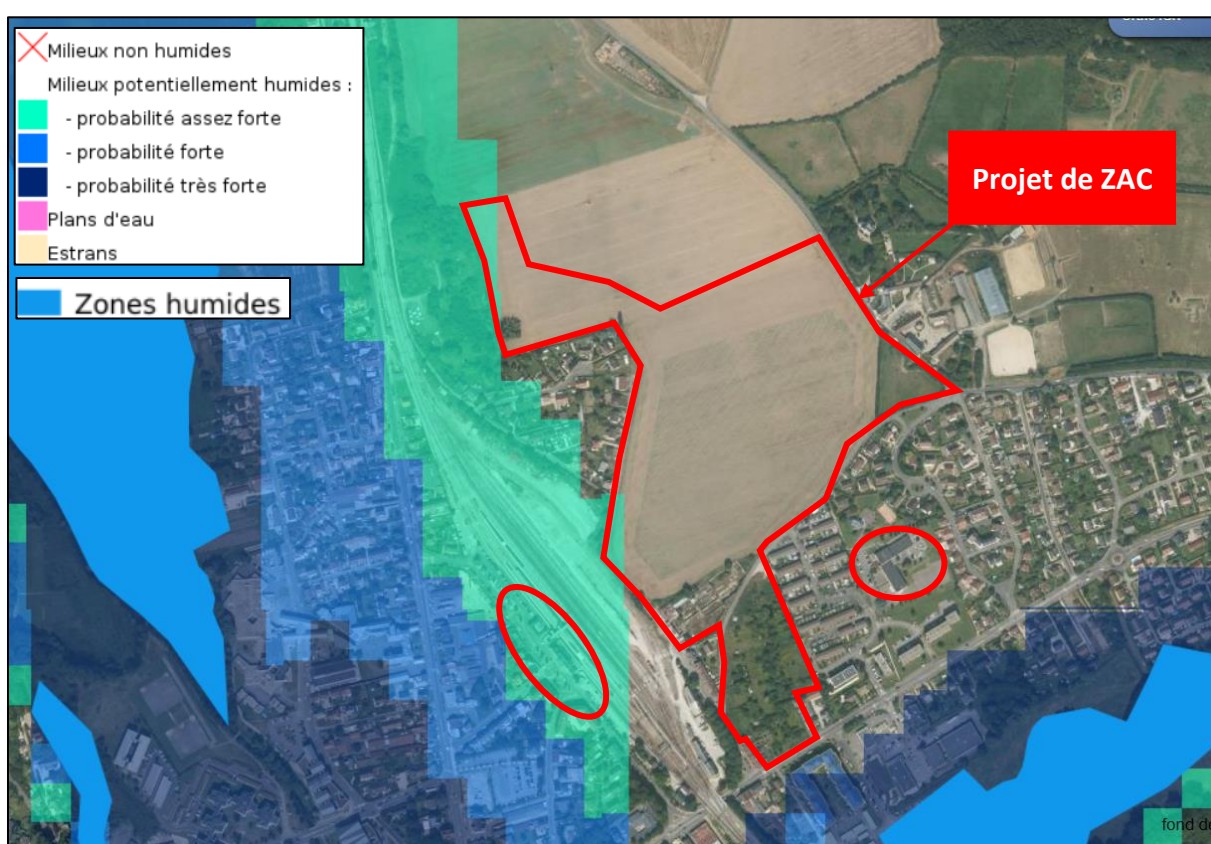 Milieux non humides
Milieux potentiellement humides :
- probabilité assez forte
- probabilité forte
- probabilité très forte
Plans d'eau
Estrans
Zones humides
Projet de ZAC
fond de